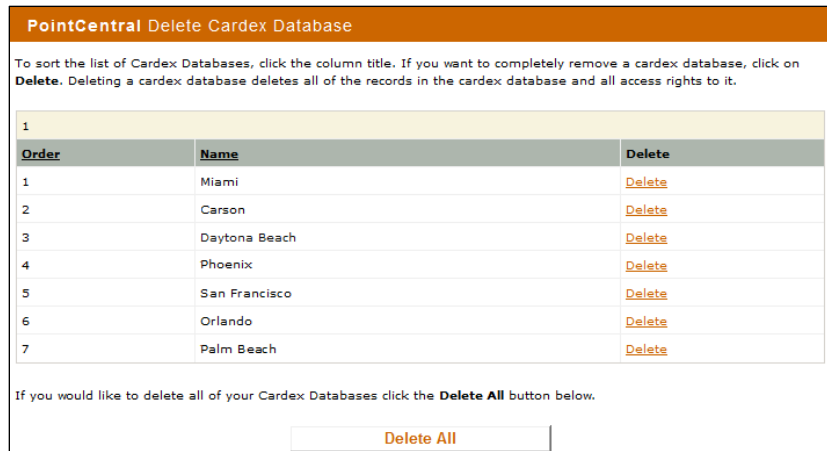 PointCentral Delete Cardex Database
To sort the list of Cardex Databases, click the column title. If you want to completely remove a cardex database, click on
Delete. Deleting a cardex database deletes all of the records in the cardex database and all access rights to it.
1
Order Name Delete
1 Miami Delete
2 Carson Delete
3 Daytona Beach Delete
4 Phoenix Delete
5 San Francisco Delete
6 Orlando Delete
7 Palm Beach Delete
If you would like to delete all of your Cardex Databases click the Delete All button below.
Delete All